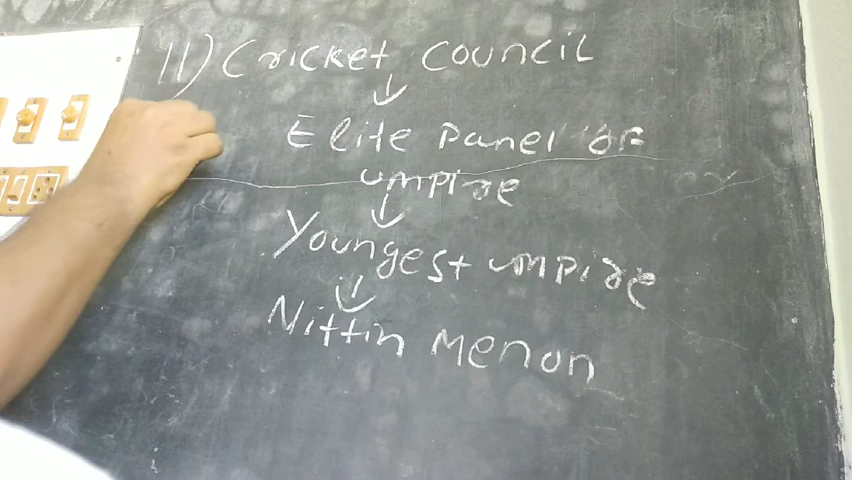 11) Cricket Council
↓
Elite Panel of
umpire
↓
Youngest umpire
↓
Nittin Menon